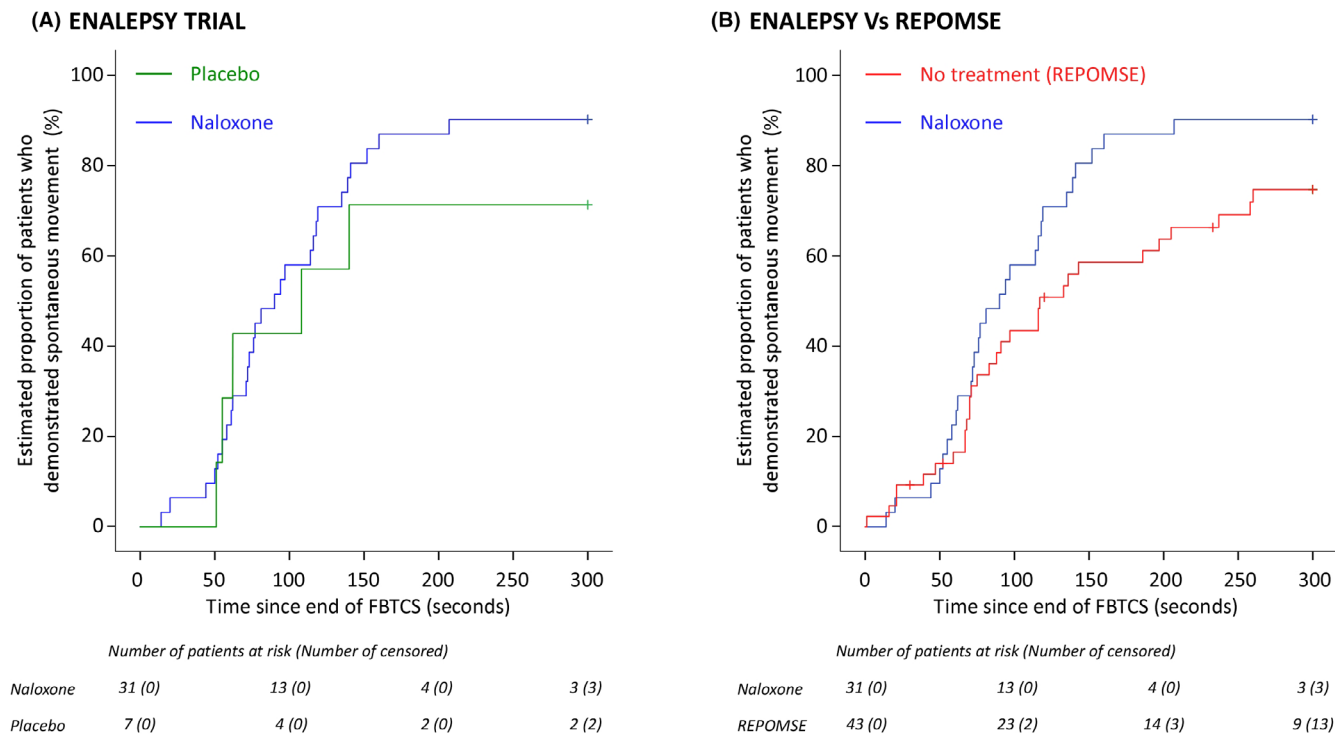 (A) ENALEPSY TRIAL
Estimated proportion of patients who
demonstrated spontaneous movement (%)
100
80
60
40
20
0
Placebo
Naloxone
0 50 100 150 200 250 300
Time since end of FBTCS (seconds)
Number of patients at risk (Number of censored)
Naloxone 31 (0) 13 (0) 4 (0) 3 (3)
Placebo 7 (0) 4 (0) 2 (0) 2 (2)
(B) ENALEPSY Vs REPOMSE
Estimated proportion of patients who
demonstrated spontaneous movement (%)
100
80
60
40
20
0
No treatment (REPOMSE)
Naloxone
0 50 100 150 200 250 300
Time since end of FBTCS (seconds)
Number of patients at risk (Number of censored)
Naloxone 31 (0) 13 (0) 4 (0) 3 (3)
REPOMSE 43 (0) 23 (2) 14 (3) 9 (13)